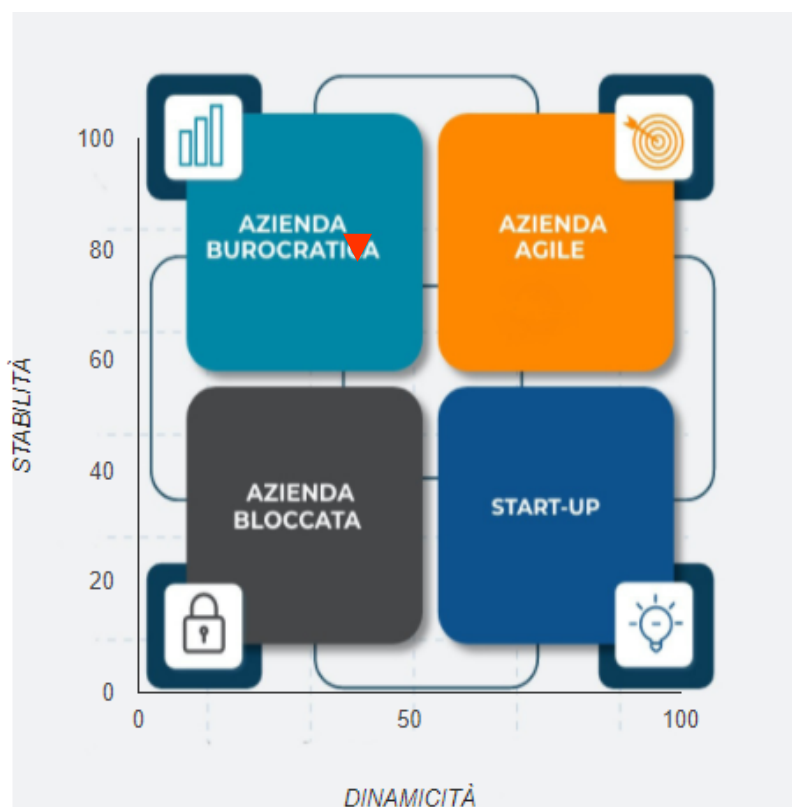 100
AZIENDA
BUROCRATICA
AZIENDA
AGILE
80
60
STABILITÀ
40
AZIENDA
BLOCCATA
START-UP
20
0
0
50
100
DINAMICITÀ